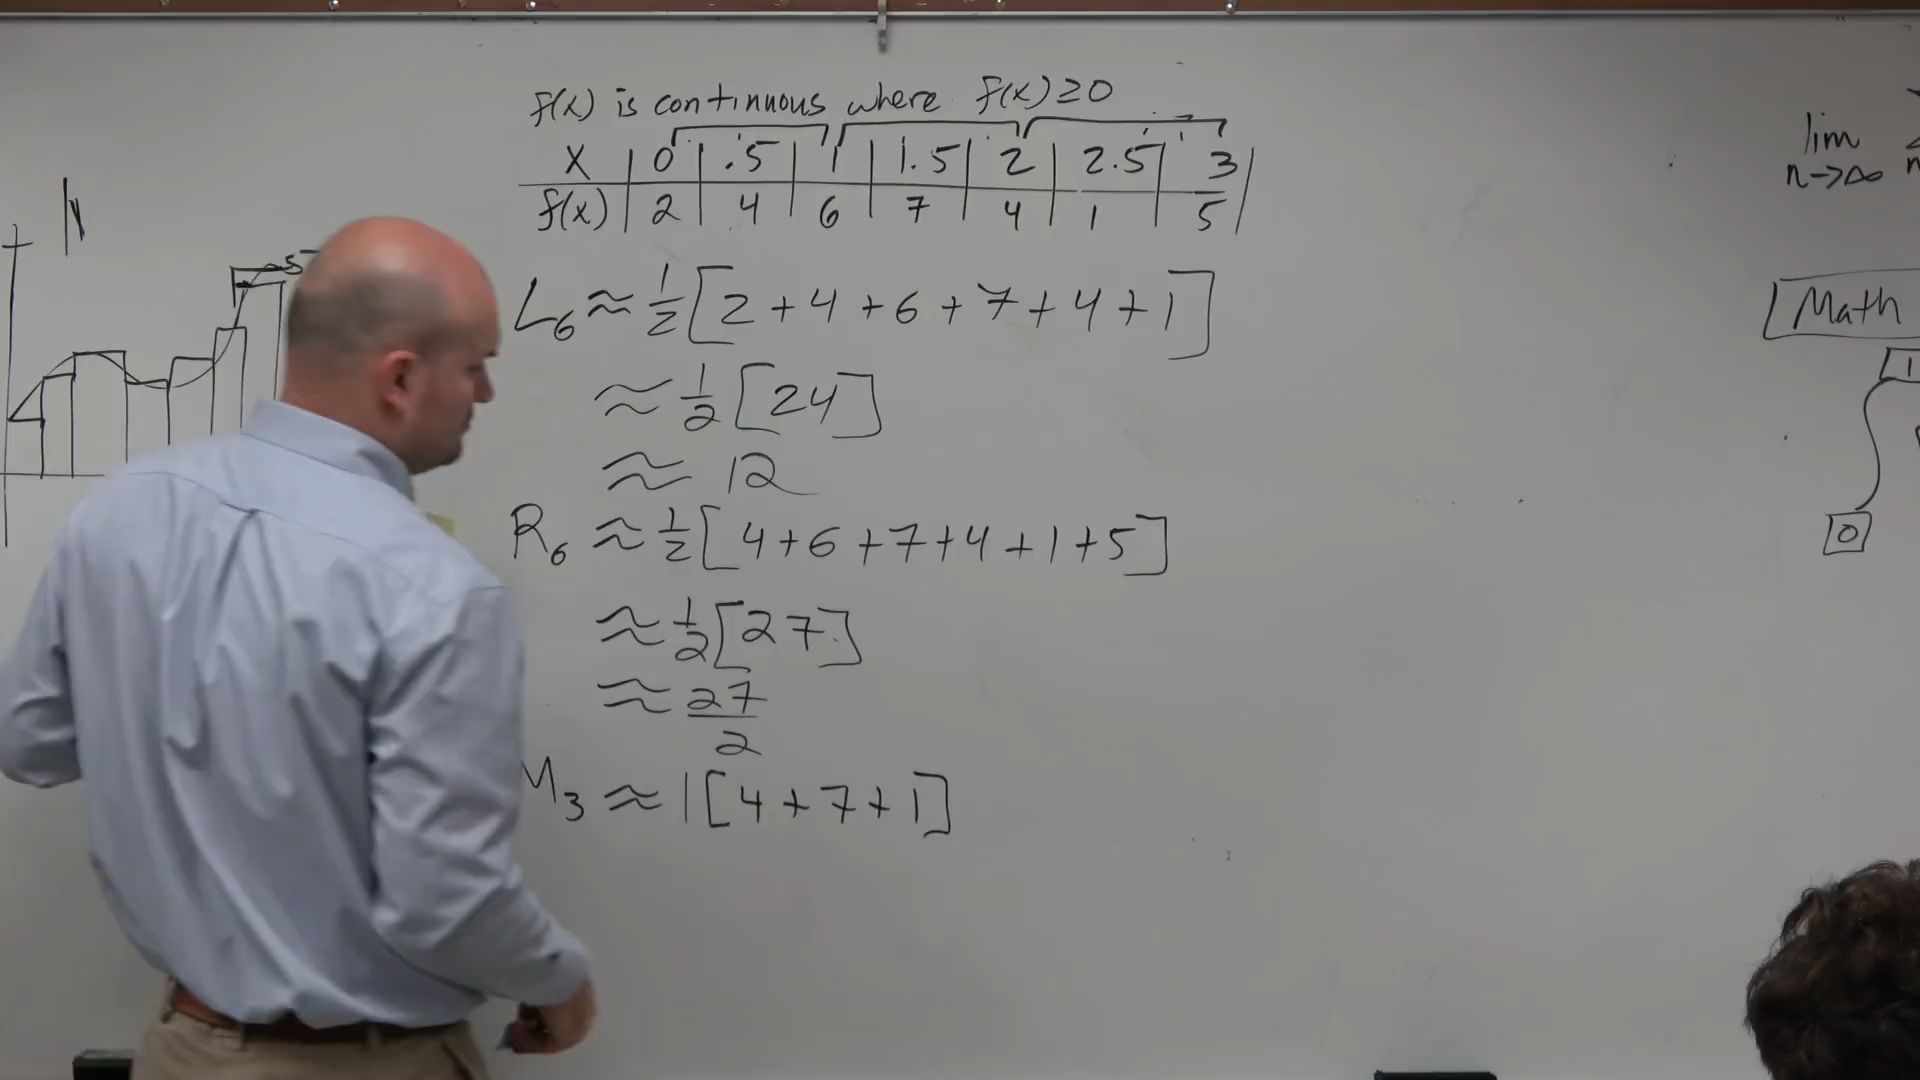 f(x) is continuous where f(x) ≥ 0
x | 0 | .5 | 1 | 1.5 | 2 | 2.5 | 3 |
f(x) | 2 | 4 | 6 | 7 | 4 | 1 | 5 |
L₆ ≈ 1/2 [2 + 4 + 6 + 7 + 4 + 1]
≈ 1/2 [24]
≈ 12
R₆ ≈ 1/2 [4 + 6 + 7 + 4 + 1 + 5]
≈ 1/2 [27]
≈ 27/2
M₃ ≈ 1 [4 + 7 + 1]
5
lim
n→∞
Math
1
0